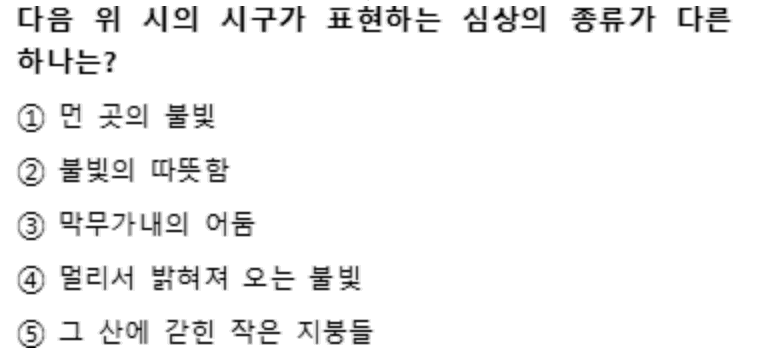 다음 위 시의 시구가 표현하는 심상의 종류가 다른
하나는?
① 먼 곳의 불빛
② 불빛의 따뜻함
③ 막무가내의 어둠
④ 멀리서 밝혀져 오는 불빛
⑤ 그 산에 갇힌 작은 지붕들